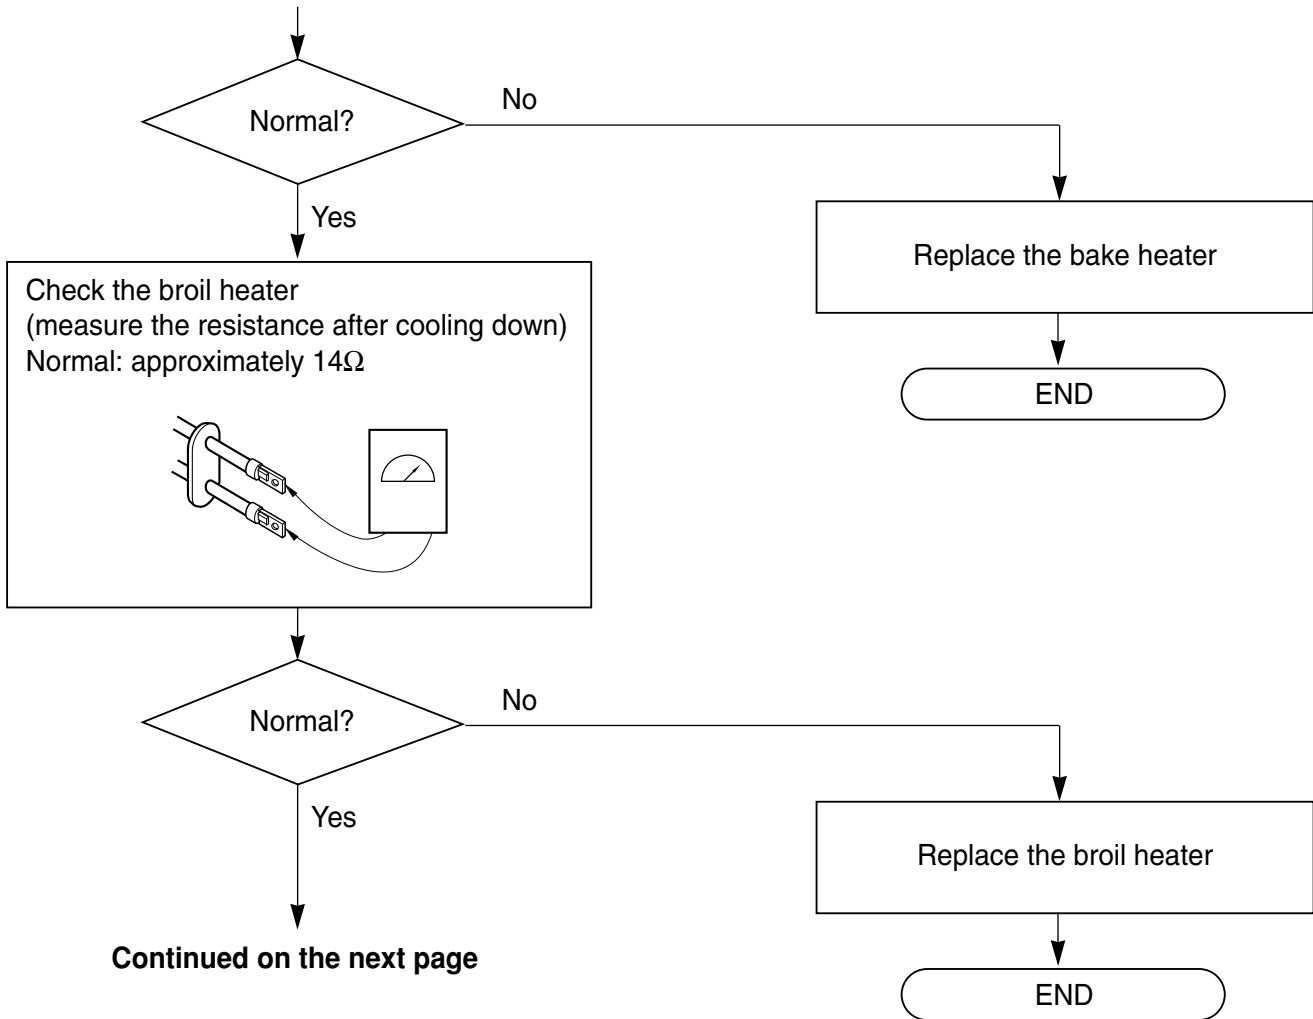 Normal?
No
Yes
Replace the bake heater
END
Check the broil heater
(measure the resistance after cooling down)
Normal: approximately 14Ω
Normal?
No
Yes
Replace the broil heater
END
Continued on the next page